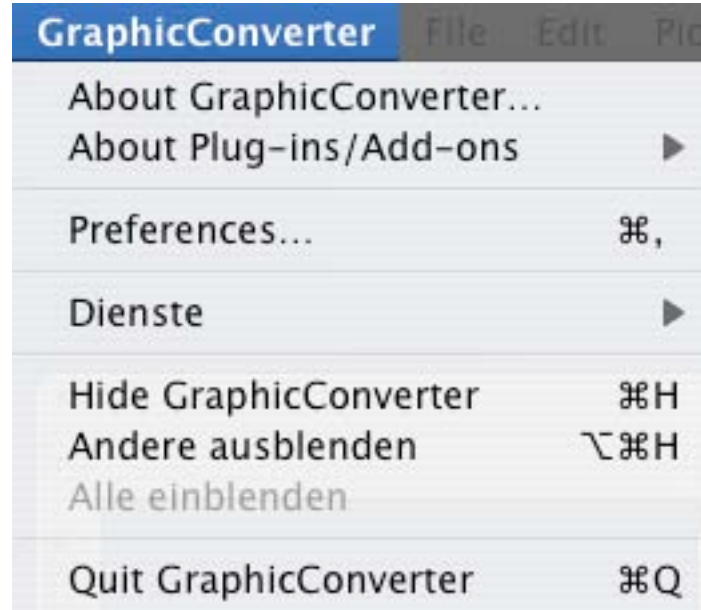 GraphicConverter File Edit Pic
About GraphicConverter...
About Plug-ins/Add-ons ▶
Preferences... ⌘,
Dienste ▶
Hide GraphicConverter ⌘H
Andere ausblenden ⌥⌘H
Alle einblenden
Quit GraphicConverter ⌘Q